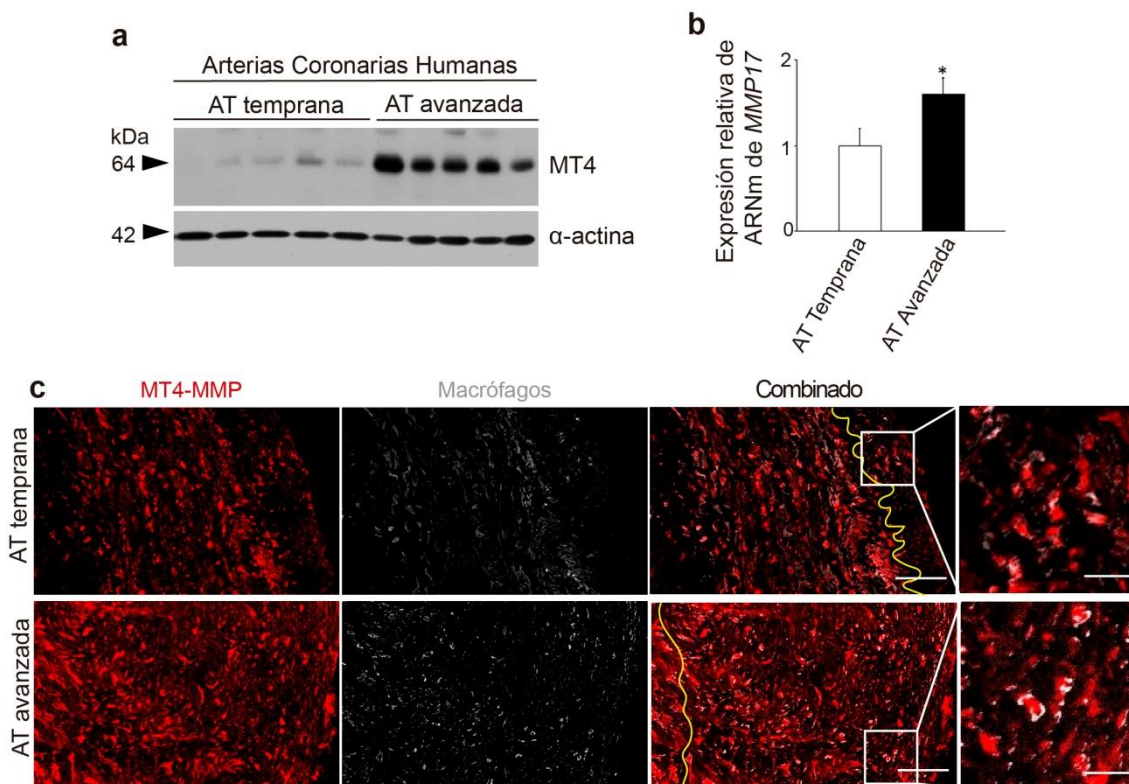 a
Arterias Coronarias Humanas
AT temprana AT avanzada
kDa
64 MT4
42 α-actina
b
Expresión relativa de
ARNm de MMP17
2
1
0
*
AT Temprana
AT Avanzada
c
MT4-MMP Macrófagos Combinado
AT temprana
AT avanzada